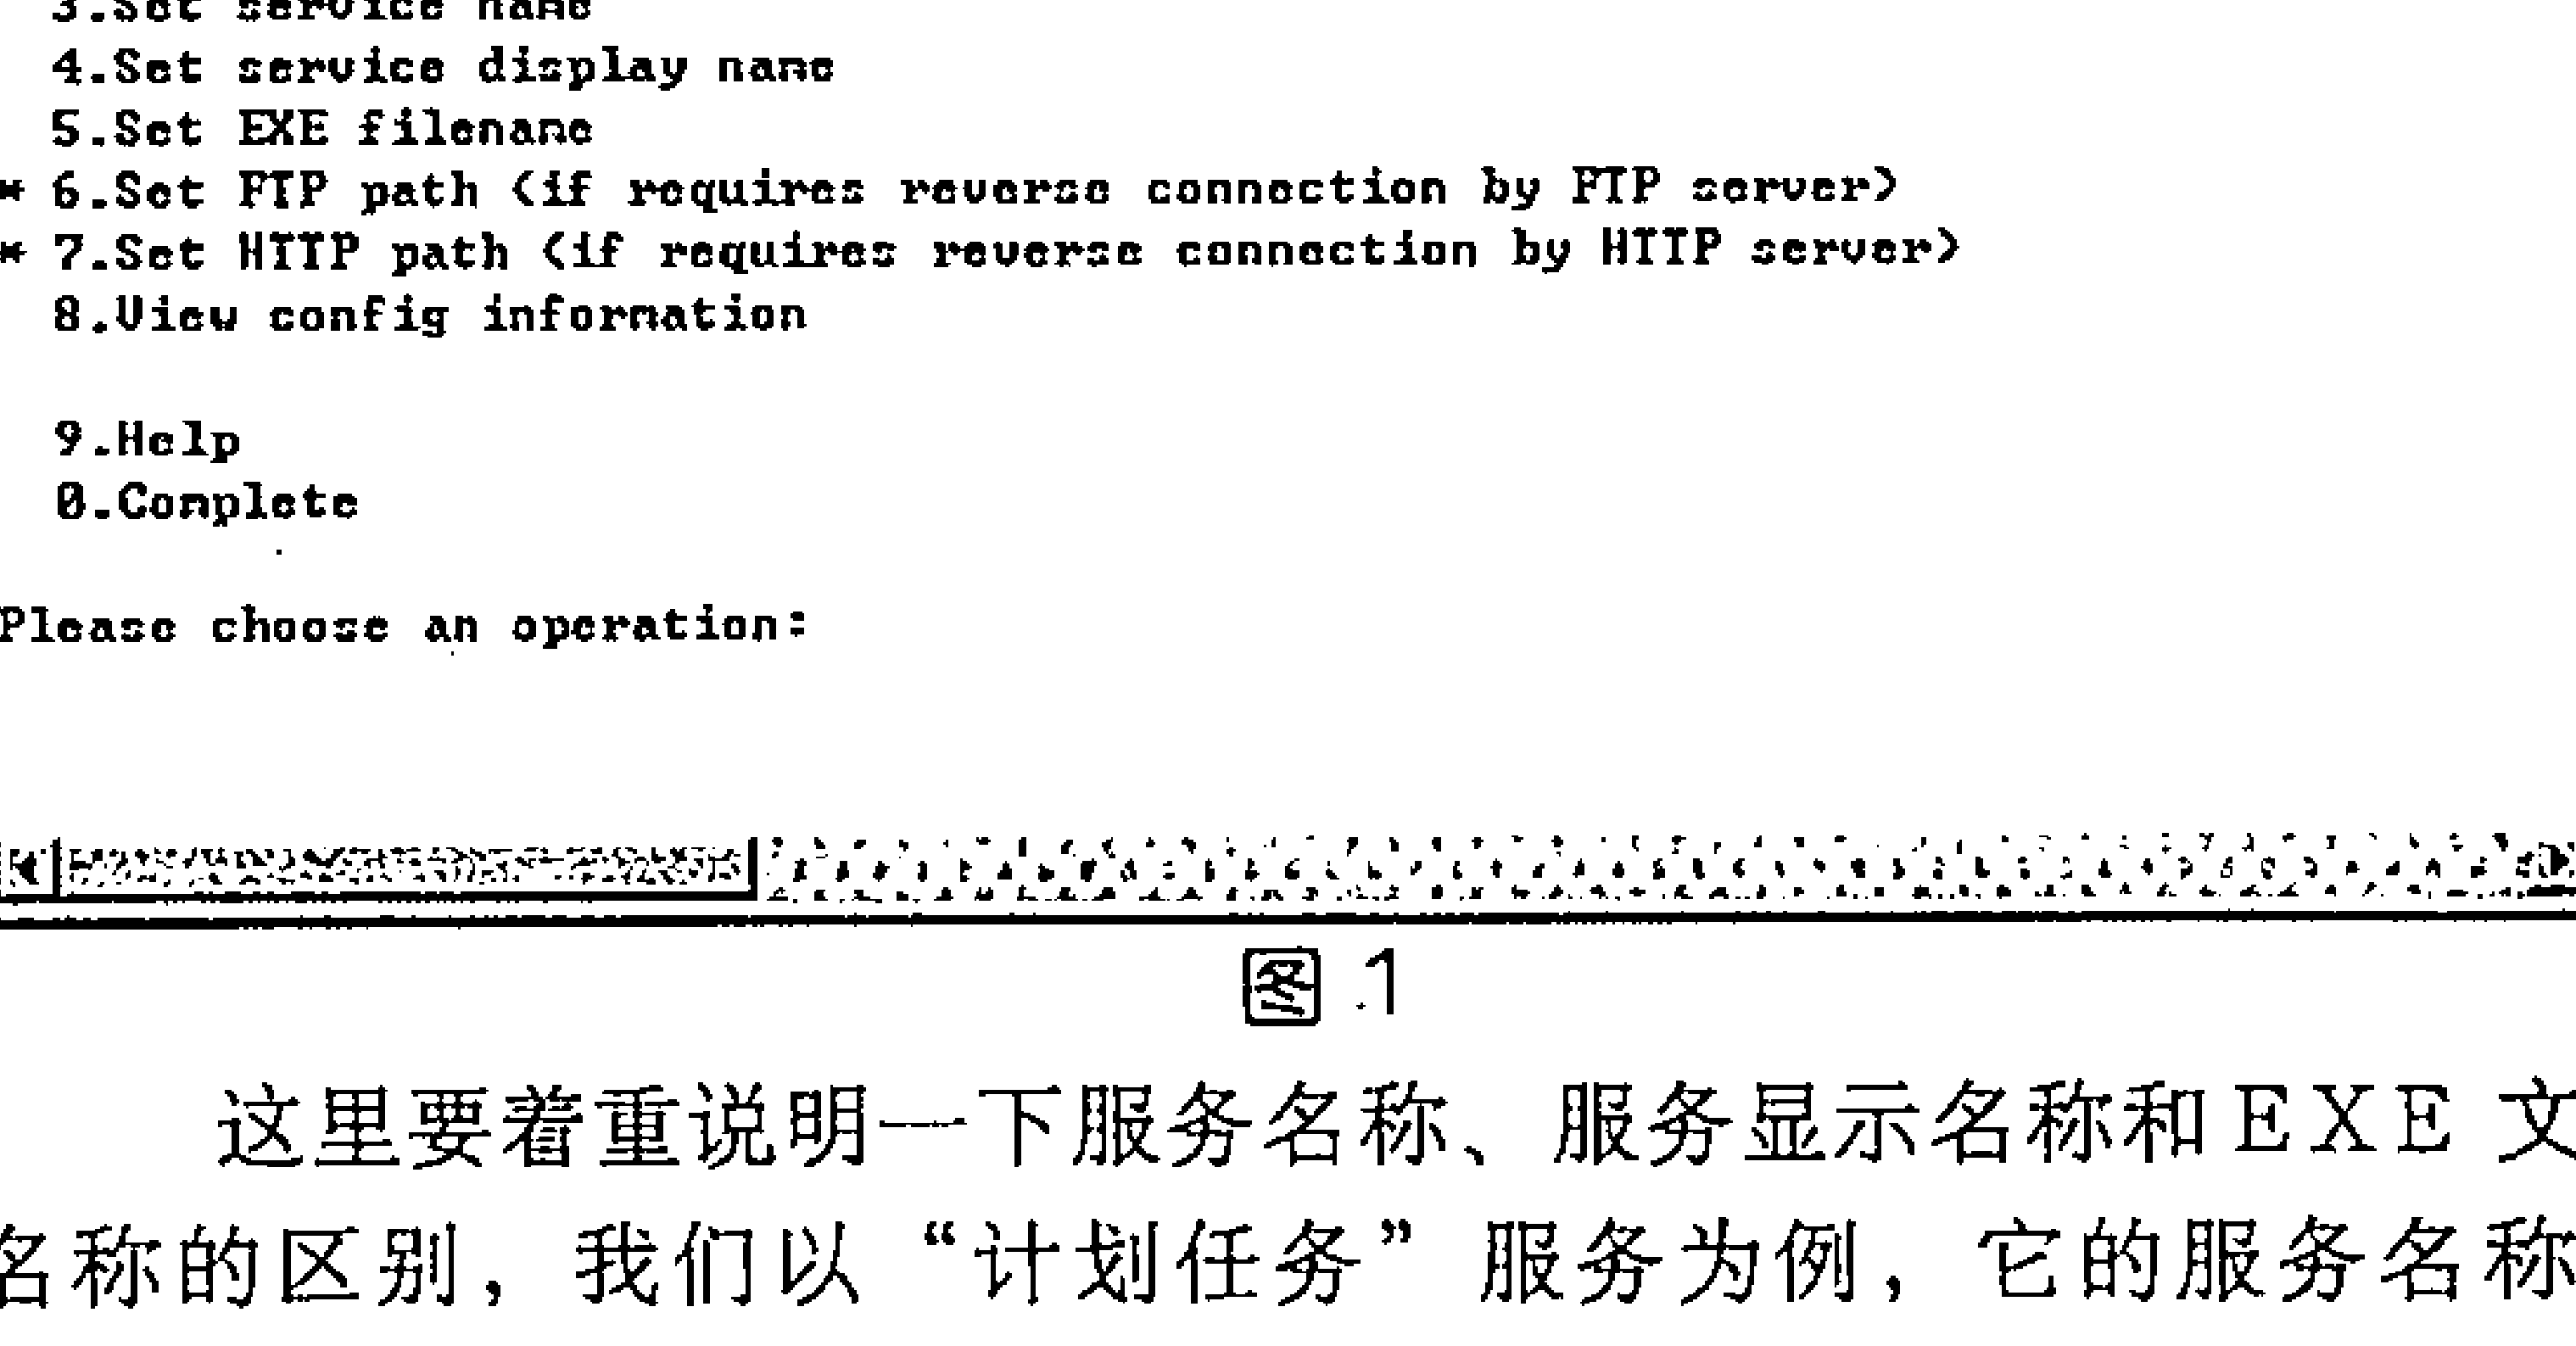 3.Set service name
4.Set service display name
5.Set EXE filename
* 6.Set FTP path (if requires reverse connection by FTP server)
* 7.Set HTTP path (if requires reverse connection by HTTP server)
8.View config information
9.Help
0.Complete
Please choose an operation:
图 1
这里要着重说明一下服务名称、服务显示名称和EXE 文
名称的区别，我们以“计划任务”服务为例，它的服务名称